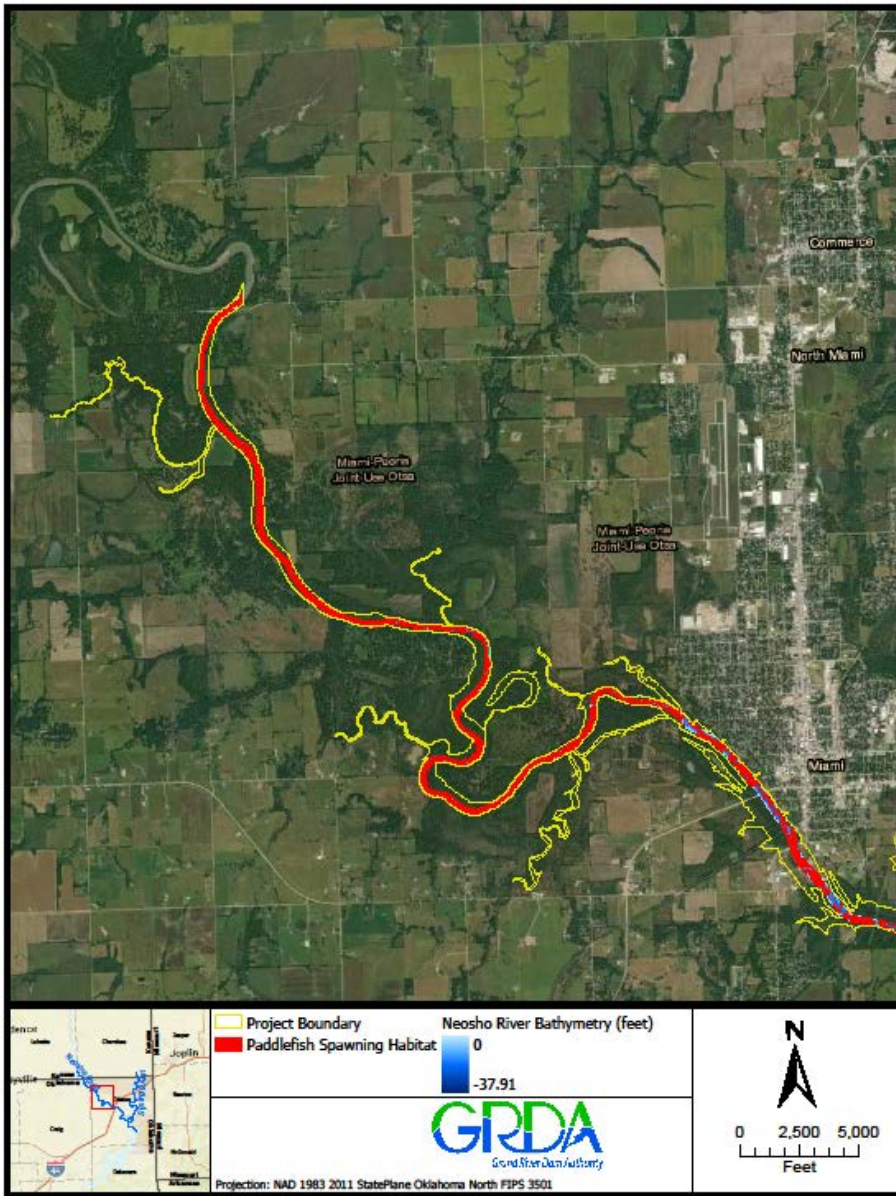 Commerce
North Miami
Miami-Peoria
Joint-Use Otsa
Miami-Peoria
Joint-Use Otsa
Miami
Joplin
Craig
44
Project Boundary
Paddlefish Spawning Habitat
Neosho River Bathymetry (feet)
0
-37.91
GRDA
Grand River Dam Authority
N
0 2,500 5,000
Feet
Projection: NAD 1983 2011 StatePlane Oklahoma North FIPS 3501